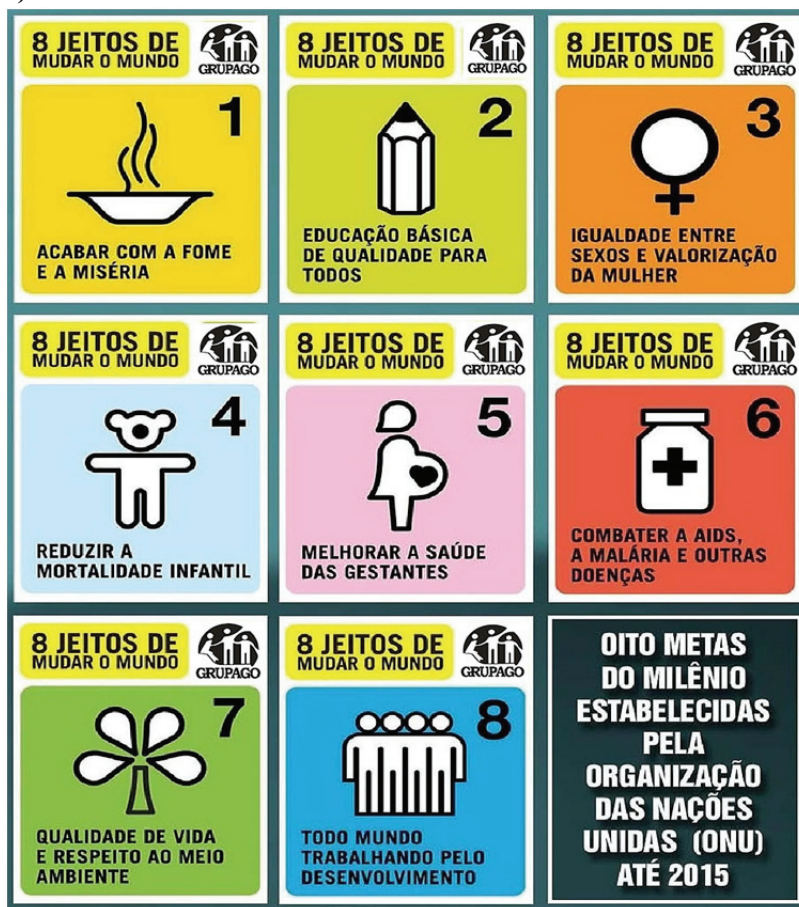 8 JEITOS DE
MUDAR O MUNDO
GRUPAGO
1
ACABAR COM A FOME
E A MISÉRIA
8 JEITOS DE
MUDAR O MUNDO
GRUPAGO
2
EDUCAÇÃO BÁSICA
DE QUALIDADE PARA
TODOS
8 JEITOS DE
MUDAR O MUNDO
GRUPAGO
3
IGUALDADE ENTRE
SEXOS E VALORIZAÇÃO
DA MULHER
8 JEITOS DE
MUDAR O MUNDO
GRUPAGO
4
REDUZIR A
MORTALIDADE INFANTIL
8 JEITOS DE
MUDAR O MUNDO
GRUPAGO
5
MELHORAR A SAÚDE
DAS GESTANTES
8 JEITOS DE
MUDAR O MUNDO
GRUPAGO
6
COMBATER A AIDS,
A MALÁRIA E OUTRAS
DOENÇAS
8 JEITOS DE
MUDAR O MUNDO
GRUPAGO
7
QUALIDADE DE VIDA
E RESPEITO AO MEIO
AMBIENTE
8 JEITOS DE
MUDAR O MUNDO
GRUPAGO
8
TODO MUNDO
TRABALHANDO PELO
DESENVOLVIMENTO
OITO METAS
DO MILÊNIO
ESTABELECIDAS
PELA
ORGANIZAÇÃO
DAS NAÇÕES
UNIDAS (ONU)
ATÉ 2015